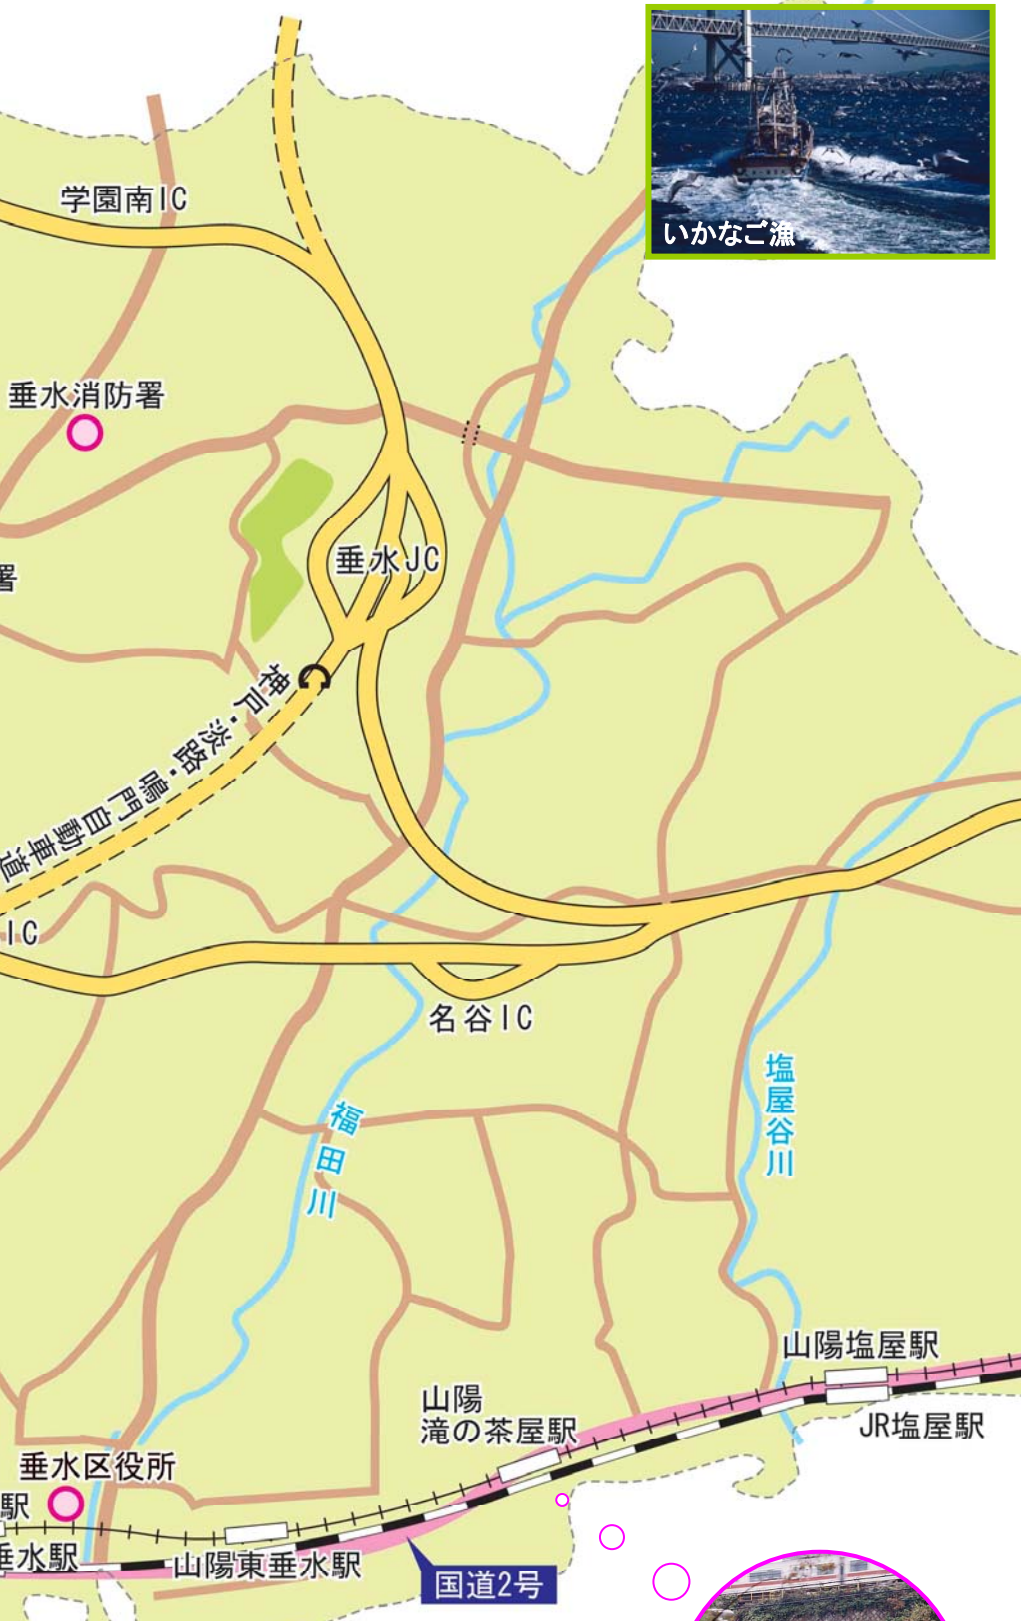 いかなご漁
学園南IC
垂水消防署
垂水JC
署
神戸・淡路・鳴門自動車道
IC
名谷IC
塩屋谷川
福田川
山陽塩屋駅
山陽
滝の茶屋駅
JR塩屋駅
垂水区役所
駅
垂水駅
山陽東垂水駅
国道2号